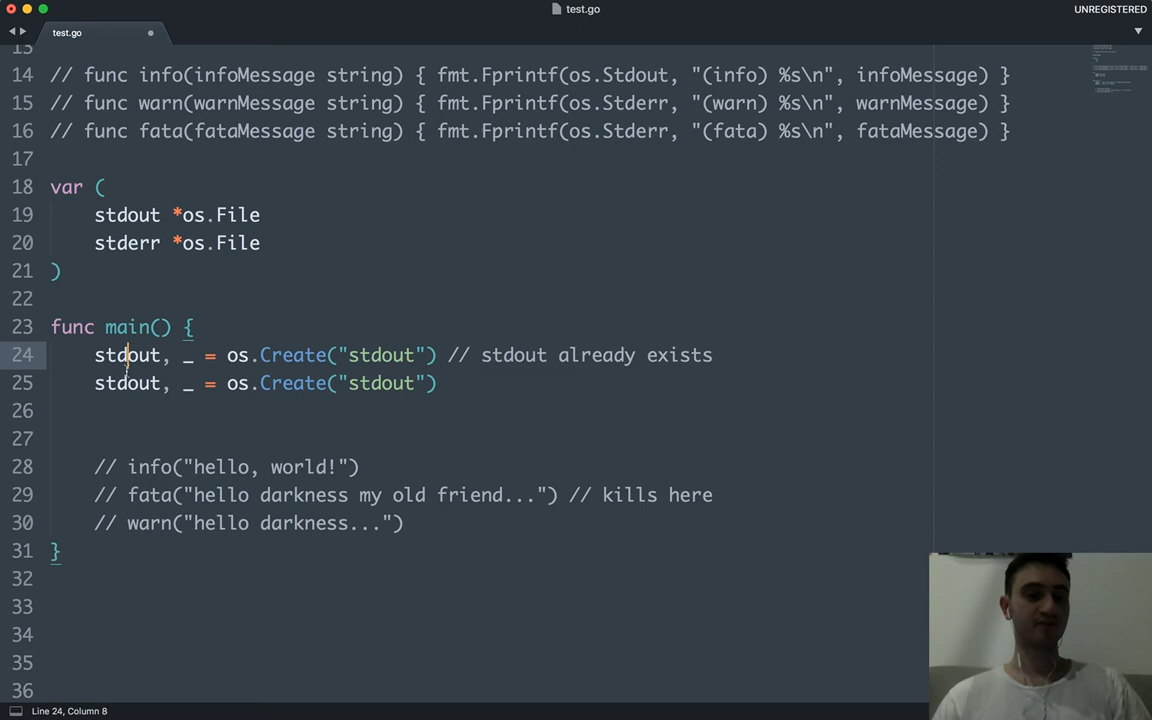 test.go
UNREGISTERED
test.go
13
14 // func info(infoMessage string) { fmt.Fprintf(os.Stdout, "(info) %s\n", infoMessage) }
15 // func warn(warnMessage string) { fmt.Fprintf(os.Stderr, "(warn) %s\n", warnMessage) }
16 // func fata(fataMessage string) { fmt.Fprintf(os.Stderr, "(fata) %s\n", fataMessage) }
17
18 var (
19 stdout *os.File
20 stderr *os.File
21 )
22
23 func main() {
24 stdout, _ = os.Create("stdout") // stdout already exists
25 stdout, _ = os.Create("stdout")
26
27
28 // info("hello, world!")
29 // fata("hello darkness my old friend...") // kills here
30 // warn("hello darkness...")
31 }
32
33
34
35
36
Line 24, Column 8